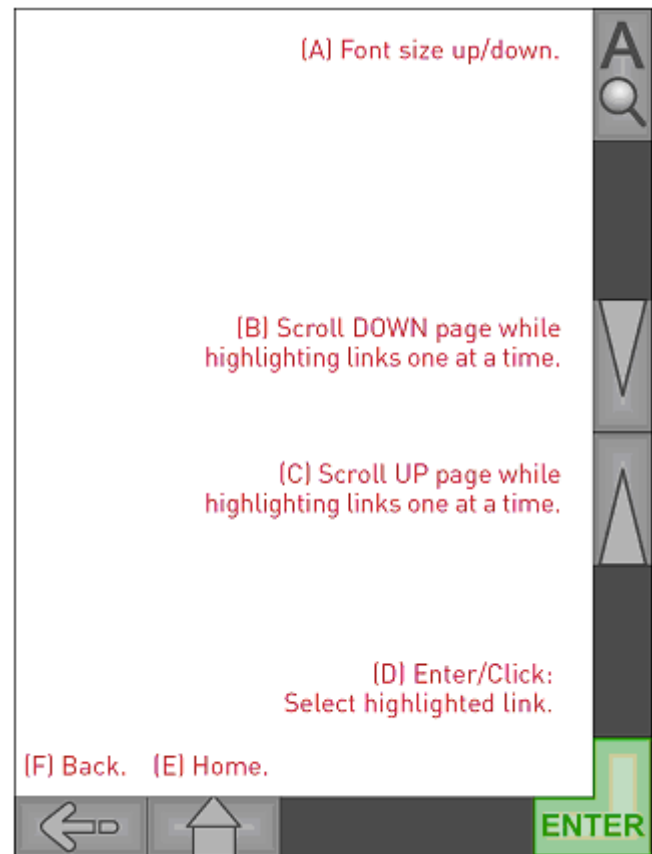 (A) Font size up/down.
A
(B) Scroll DOWN page while
highlighting links one at a time.
(C) Scroll UP page while
highlighting links one at a time.
(D) Enter/Click:
Select highlighted link.
(F) Back. (E) Home.
ENTER